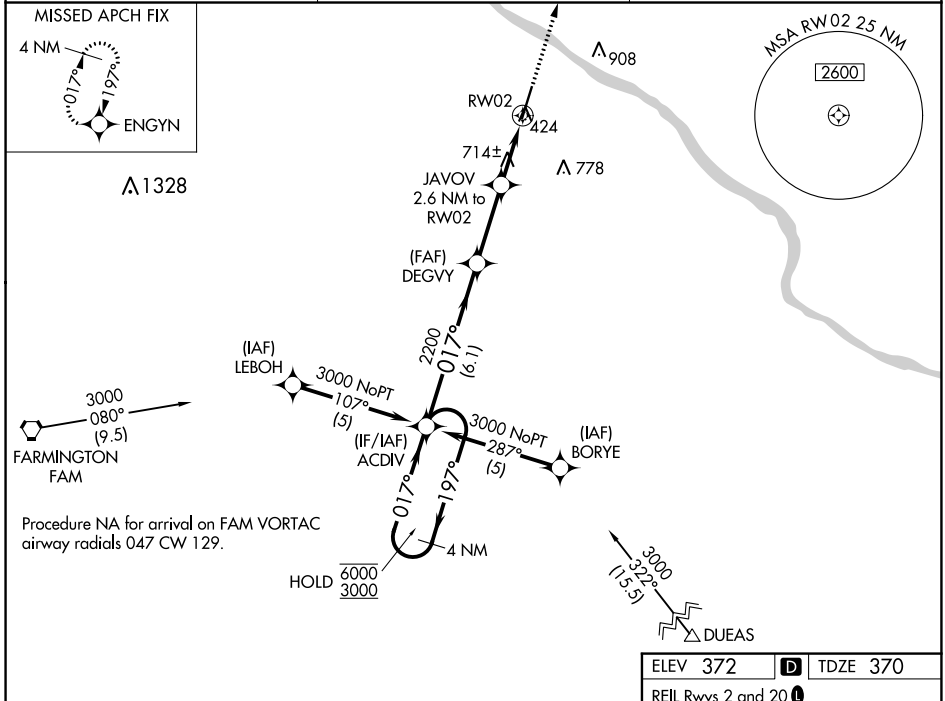 MISSED APCH FIX
4 NM
017°
197°
ENGYN
1328
908
RW02
424
714±
778
JAVOV
2.6 NM to
RW02
MSA RW 02 25 NM
2600
(FAF)
DEGVY
2200
017°
(6.1)
(IAF)
LEBOH
3000 NoPT
107°
(5)
3000
080°
(9.5)
FARMINGTON
FAM
(IF/IAF)
ACDIV
3000 NoPT
287°
(5)
(IAF)
BORYE
017°
197°
4 NM
HOLD
6000
3000
Procedure NA for arrival on FAM VORTAC
airway radials 047 CW 129.
3000
322°
(15.5)
DUEAS
ELEV 372 D TDZE 370
REIL Rwys 2 and 20 L